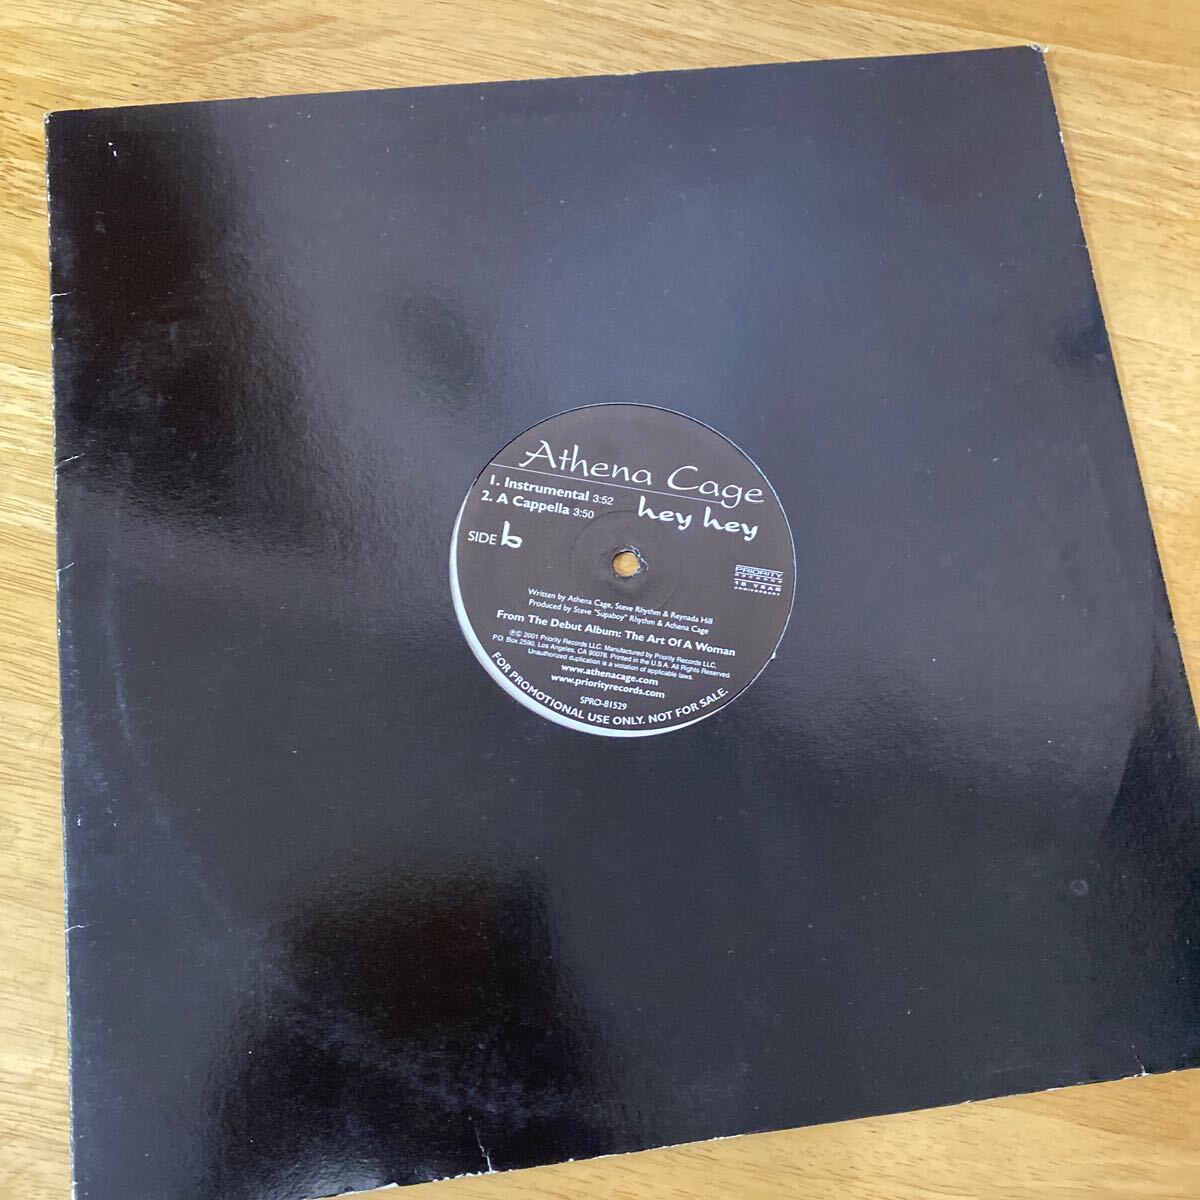 Athena Cage
1. Instrumental 3:52
2. A Cappella 3:50
hey hey
SIDE b
PRIORITY
RECORDS
15 YEAR
ANNIVERSARY
Written by Athena Cage, Steve Rhythm & Reynada Hill
Produced by Steve "Supaboy" Rhythm & Athena Cage
From The Debut Album: The Art Of A Woman
℗© 2001 Priority Records LLC. Manufactured by Priority Records LLC,
P.O. Box 2590, Los Angeles, CA 90078. Printed in the U.S.A. All Rights Reserved.
Unauthorized duplication is a violation of applicable laws.
www.athenacage.com
www.priorityrecords.com
SPRO-81529
FOR PROMOTIONAL USE ONLY. NOT FOR SALE.